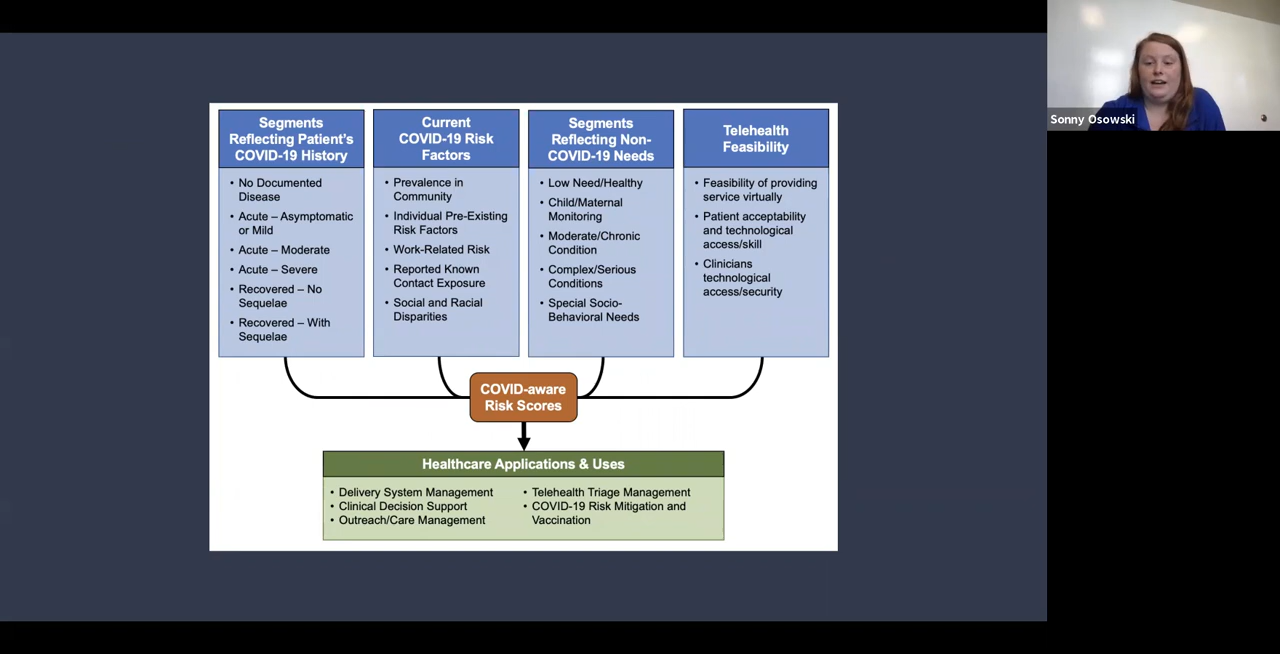 Segments
Reflecting Patient's
COVID-19 History
• No Documented
Disease
• Acute – Asymptomatic
or Mild
• Acute – Moderate
• Acute – Severe
• Recovered – No
Sequelae
• Recovered – With
Sequelae
Current
COVID-19 Risk
Factors
• Prevalence in
Community
• Individual Pre-Existing
Risk Factors
• Work-Related Risk
• Reported Known
Contact Exposure
• Social and Racial
Disparities
Segments
Reflecting Non-
COVID-19 Needs
• Low Need/Healthy
• Child/Maternal
Monitoring
• Moderate/Chronic
Condition
• Complex/Serious
Conditions
• Special Socio-
Behavioral Needs
Telehealth
Feasibility
• Feasibility of providing
service virtually
• Patient acceptability
and technological
access/skill
• Clinicians
technological
access/security
COVID-aware
Risk Scores
Healthcare Applications & Uses
• Delivery System Management
• Clinical Decision Support
• Outreach/Care Management
• Telehealth Triage Management
• COVID-19 Risk Mitigation and
Vaccination
Sonny Osowski